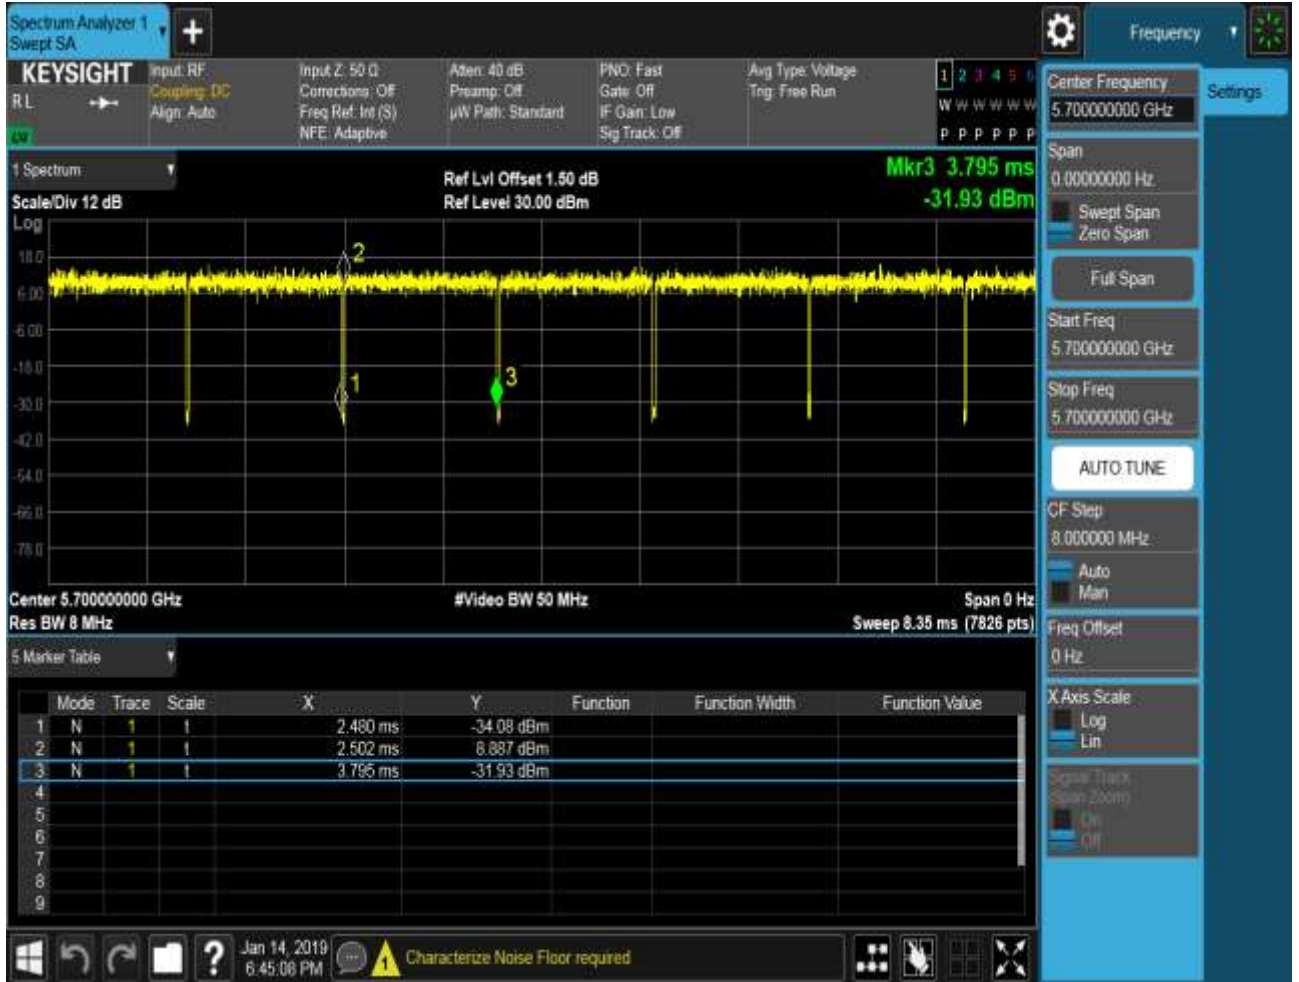 Spectrum Analyzer 1
Swept SA
Frequency
KEYSIGHT
R L
Input: RF
Coupling: DC
Align: Auto
Input Z: 50 Ω
Corrections: Off
Freq Ref: Int (S)
NFE: Adaptive
Atten: 40 dB
Preamp: Off
µW Path: Standard
PNO: Fast
Gate: Off
IF Gain: Low
Sig Track: Off
Avg Type: Voltage
Trig: Free Run
1 2 3 4 5 6
W W W W W W
P P P P P P
1 Spectrum
Scale/Div 12 dB
Log
Ref Lvl Offset 1.50 dB
Ref Level 30.00 dBm
Mkr3 3.795 ms
-31.93 dBm
18.0
6.00
-6.00
-18.0
-30.0
-42.0
-54.0
-66.0
-78.0
2
1
3
Center 5.700000000 GHz
#Video BW 50 MHz
Span 0 Hz
Res BW 8 MHz
Sweep 8.35 ms (7826 pts)
5 Marker Table
Mode Trace Scale X Y Function Function Width Function Value
1 N 1 t 2.480 ms -34.08 dBm
2 N 1 t 2.502 ms 8.887 dBm
3 N 1 t 3.795 ms -31.93 dBm
4
5
6
7
8
9
Center Frequency
5.700000000 GHz
Settings
Span
0.00000000 Hz
Swept Span
Zero Span
Full Span
Start Freq
5.700000000 GHz
Stop Freq
5.700000000 GHz
AUTO TUNE
CF Step
8.000000 MHz
Auto
Man
Freq Offset
0 Hz
X Axis Scale
Log
Lin
Signal Track
(Span Zoom)
On
Off
?
Jan 14, 2019
6:45:08 PM
1
Characterize Noise Floor required